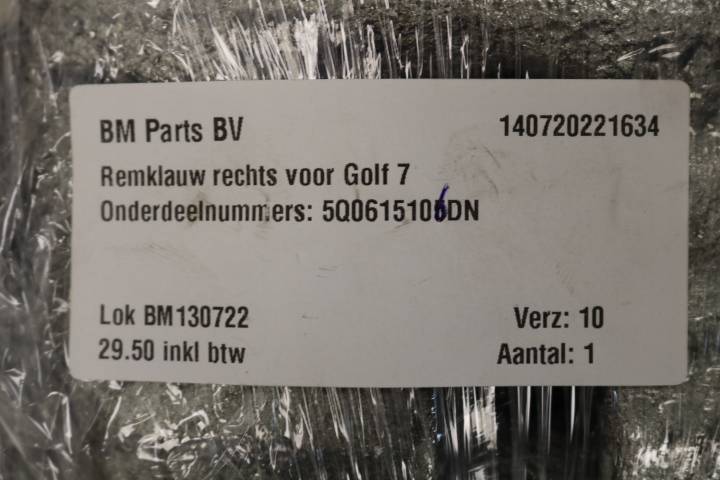 BM Parts BV 140720221634
Remklauw rechts voor Golf 7
Onderdeelnummers: 5Q0615106DN
Lok BM130722 Verz: 10
29.50 inkl btw Aantal: 1